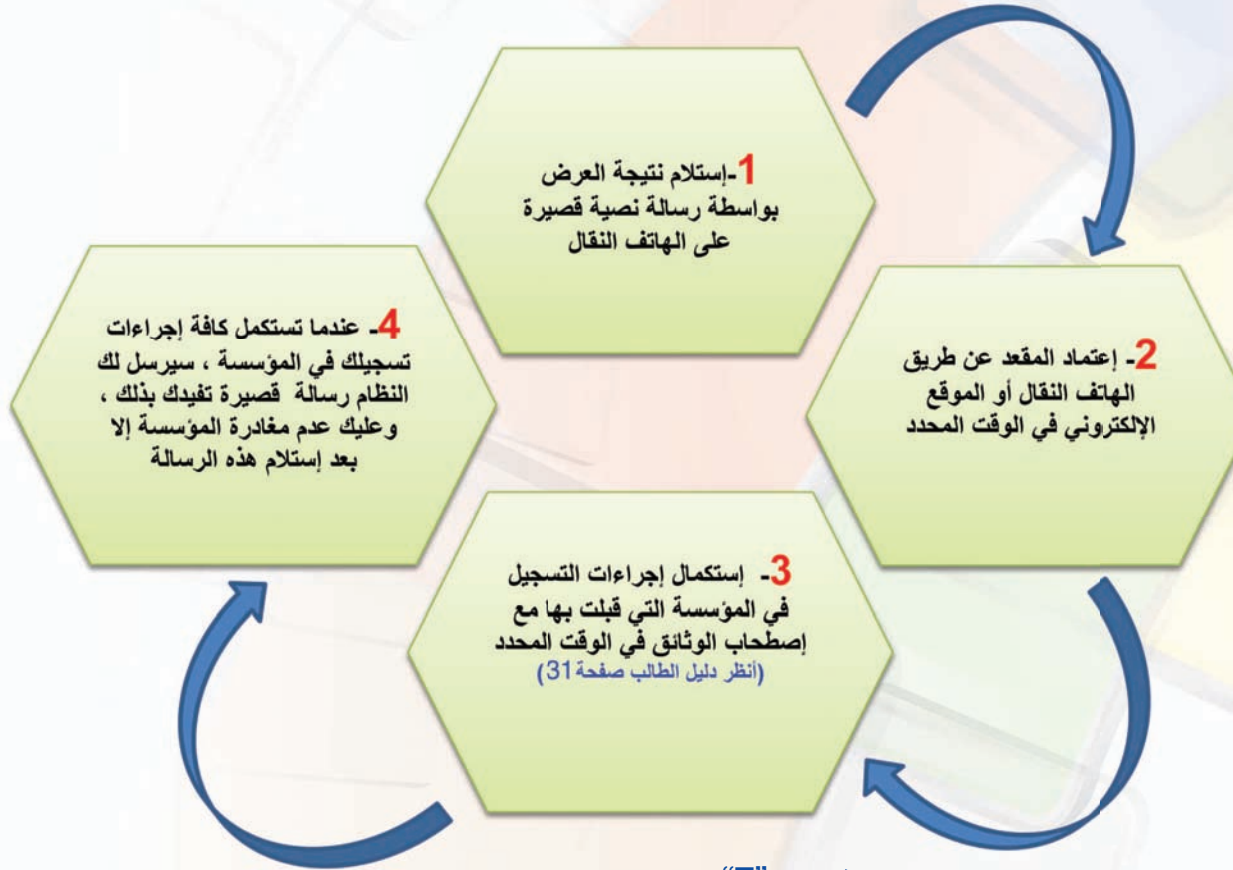 1-إستلام نتيجة العرض
بواسطة رسالة نصية قصيرة
على الهاتف النقال
2- إعتماد المقعد عن طريق
الهاتف النقال أو الموقع
الإلكتروني في الوقت المحدد
3- إستكمال إجراءات التسجيل
في المؤسسة التي قبلت بها مع
إصطحاب الوثائق في الوقت المحدد
(أنظر دليل الطالب صفحة31)
4- عندما تستكمل كافة إجراءات
تسجيلك في المؤسسة ، سيرسل لك
النظام رسالة قصيرة تفيدك بذلك ،
وعليك عدم مغادرة المؤسسة إلا
بعد إستلام هذه الرسالة